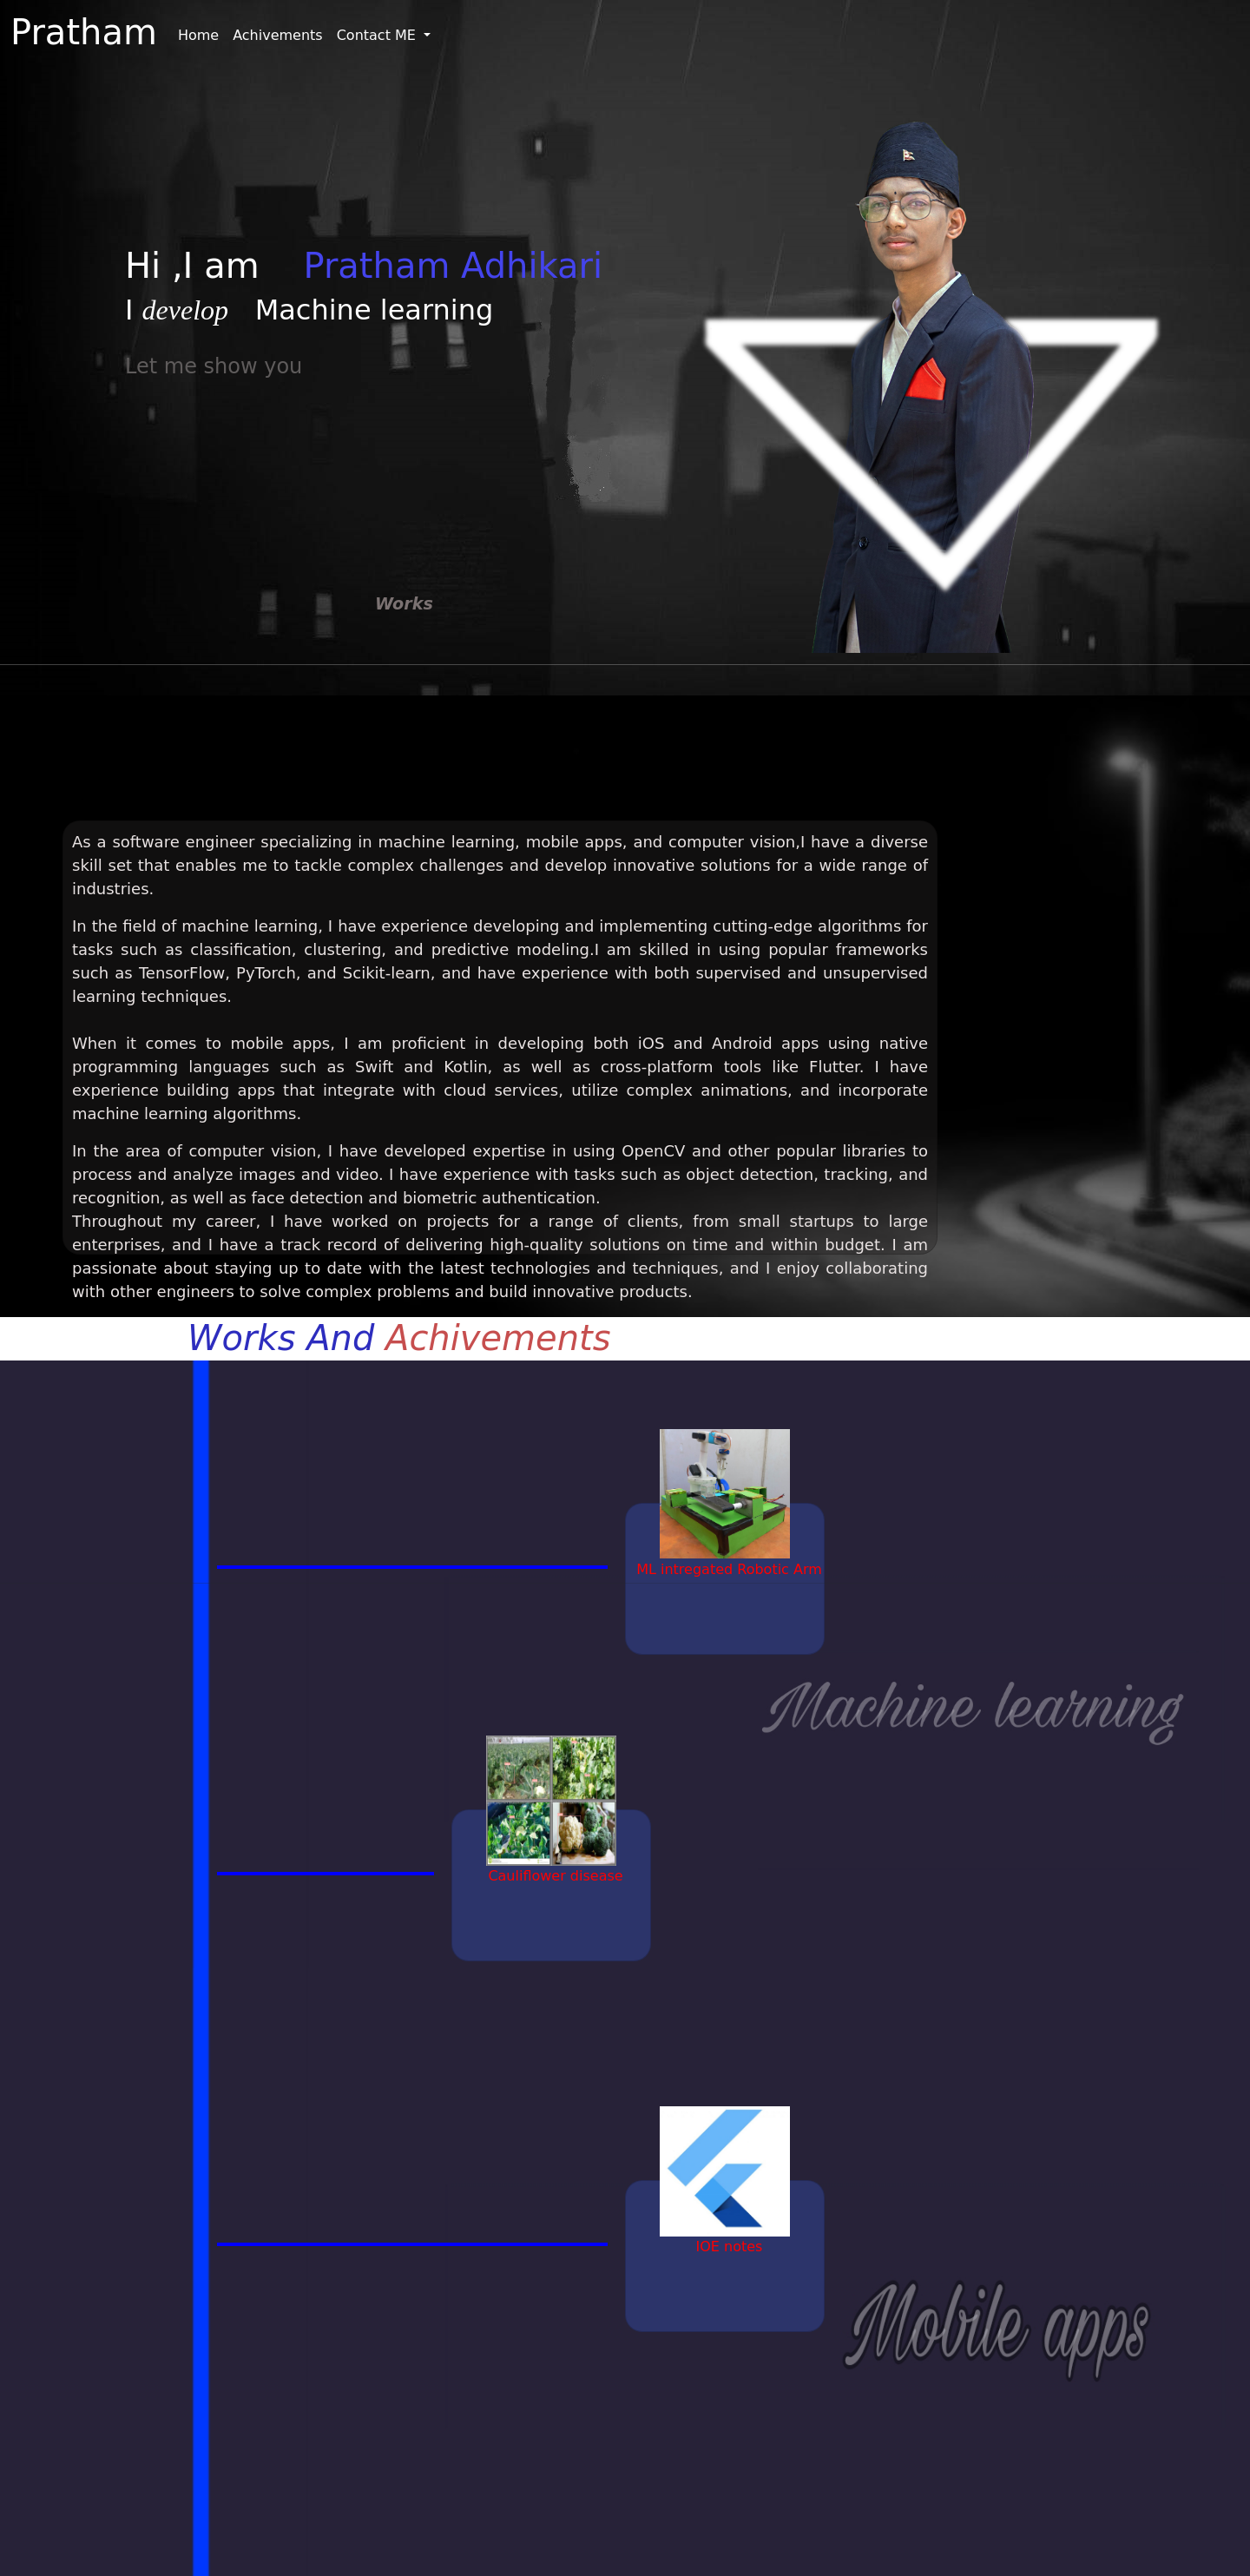 Pratham Home Achivements Contact ME
Hi ,I am Pratham Adhikari
I develop Machine learning
Let me show you
Works
As a software engineer specializing in machine learning, mobile apps, and computer vision,I have a diverse
skill set that enables me to tackle complex challenges and develop innovative solutions for a wide range of
industries.
In the field of machine learning, I have experience developing and implementing cutting-edge algorithms for
tasks such as classification, clustering, and predictive modeling.I am skilled in using popular frameworks
such as TensorFlow, PyTorch, and Scikit-learn, and have experience with both supervised and unsupervised
learning techniques.
When it comes to mobile apps, I am proficient in developing both iOS and Android apps using native
programming languages such as Swift and Kotlin, as well as cross-platform tools like Flutter. I have
experience building apps that integrate with cloud services, utilize complex animations, and incorporate
machine learning algorithms.
In the area of computer vision, I have developed expertise in using OpenCV and other popular libraries to
process and analyze images and video. I have experience with tasks such as object detection, tracking, and
recognition, as well as face detection and biometric authentication.
Throughout my career, I have worked on projects for a range of clients, from small startups to large
enterprises, and I have a track record of delivering high-quality solutions on time and within budget. I am
passionate about staying up to date with the latest technologies and techniques, and I enjoy collaborating
with other engineers to solve complex problems and build innovative products.
Works And Achivements
ML Intregated Robotic Arm
Machine learning
Cauliflower disease
IOE notes
Mobile apps